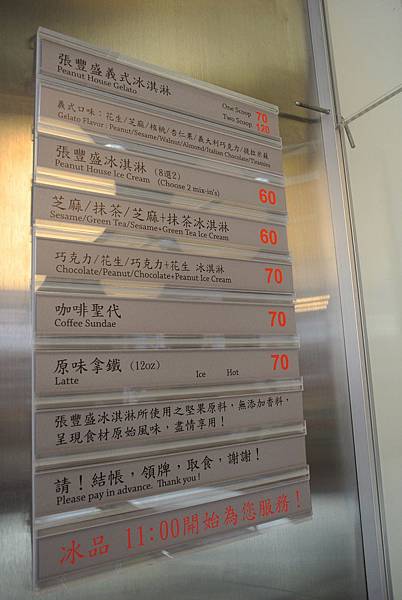 張豐盛義式冰淇淋
Peanut House Gelato
One Scoop 70
Two Scoop 120
義式口味：花生/芝麻/核桃/杏仁果/義大利巧克力/提拉米蘇
Gelato Flavor : Peanut/Sesame/Walnut/Almond/Italian Chocolate/Tiramisu
張豐盛冰淇淋 (8選2)
Peanut House Ice Cream (Choose 2 mix-in's)
60
芝麻/抹茶/芝麻+抹茶冰淇淋
Sesame/Green Tea/Sesame+Green Tea Ice Cream
60
巧克力/花生/巧克力+花生 冰淇淋
Chocolate/Peanut/Chocolate+Peanut Ice Cream
70
咖啡聖代
Coffee Sundae
70
原味拿鐵 (12oz)
Latte Ice Hot
70
張豐盛冰淇淋所使用之堅果原料，無添加香料，
呈現食材原始風味，盡情享用！
請！結帳，領牌，取食，謝謝！
Please pay in advance. Thank you !
冰品 11:00開始為您服務！